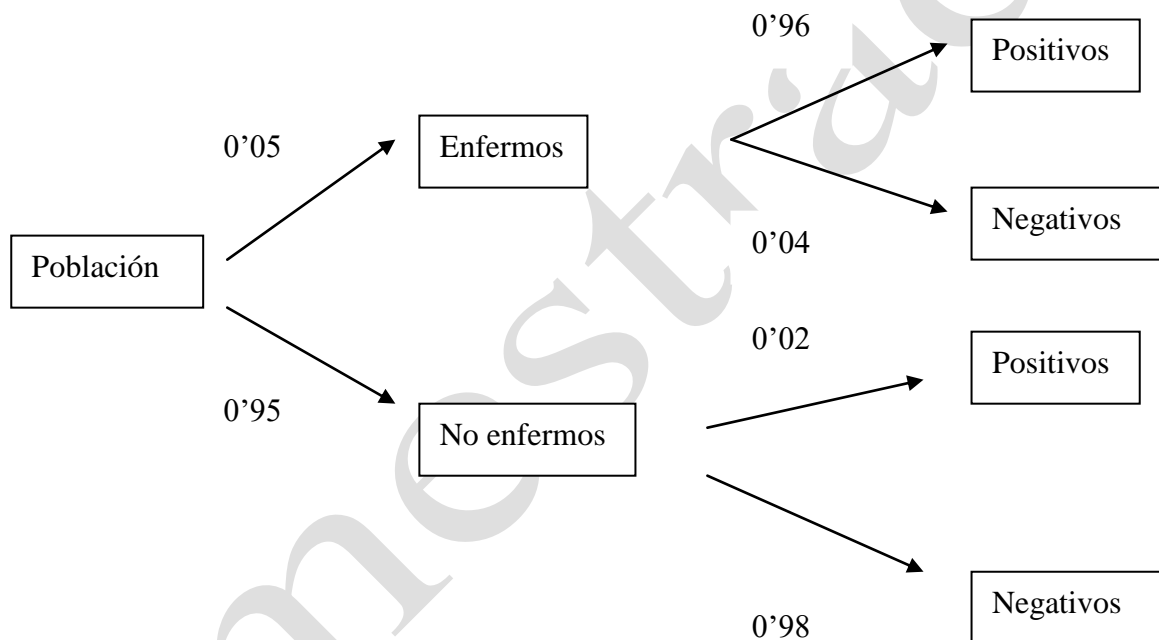 0’96
Positivos
0’05
Enfermos
Negativos
0’04
Población
0’02
Positivos
0’95
No enfermos
Negativos
0’98